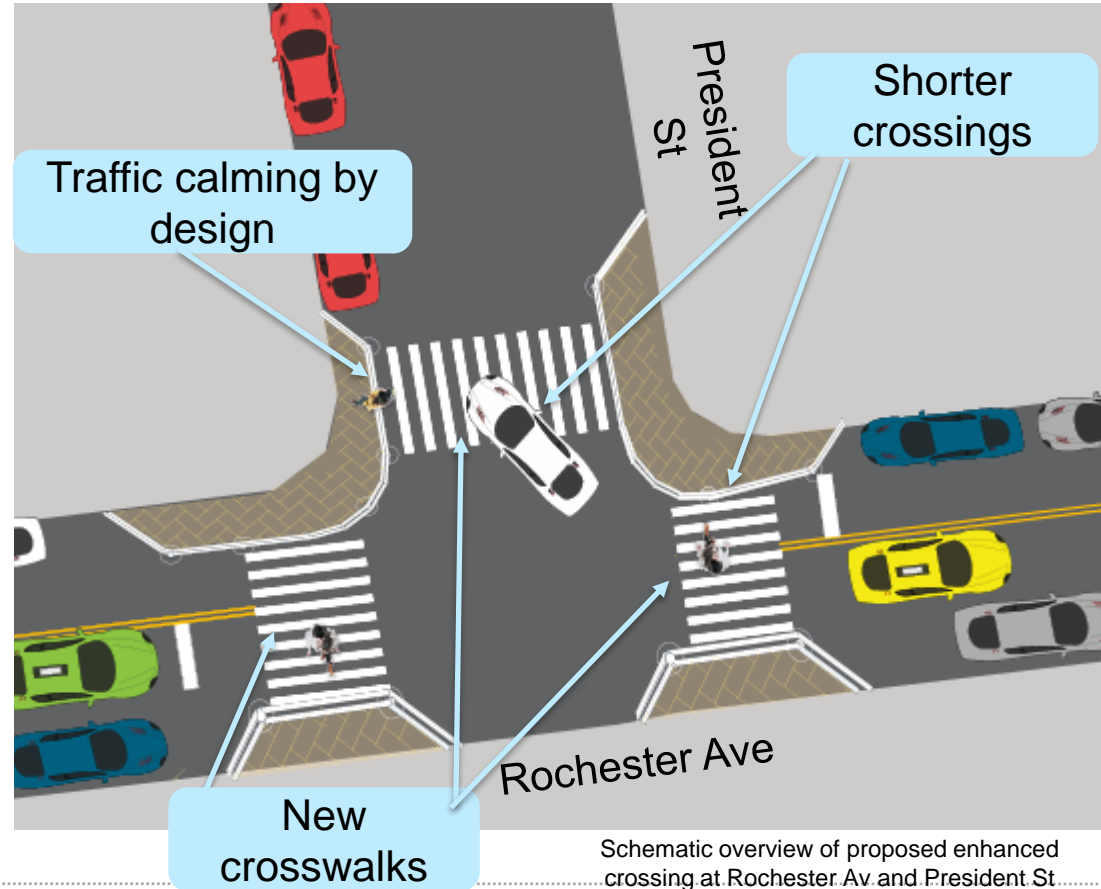 President
St
Shorter
crossings
Traffic calming by
design
Rochester Ave
New
crosswalks
Schematic overview of proposed enhanced
crossing at Rochester Av and President St